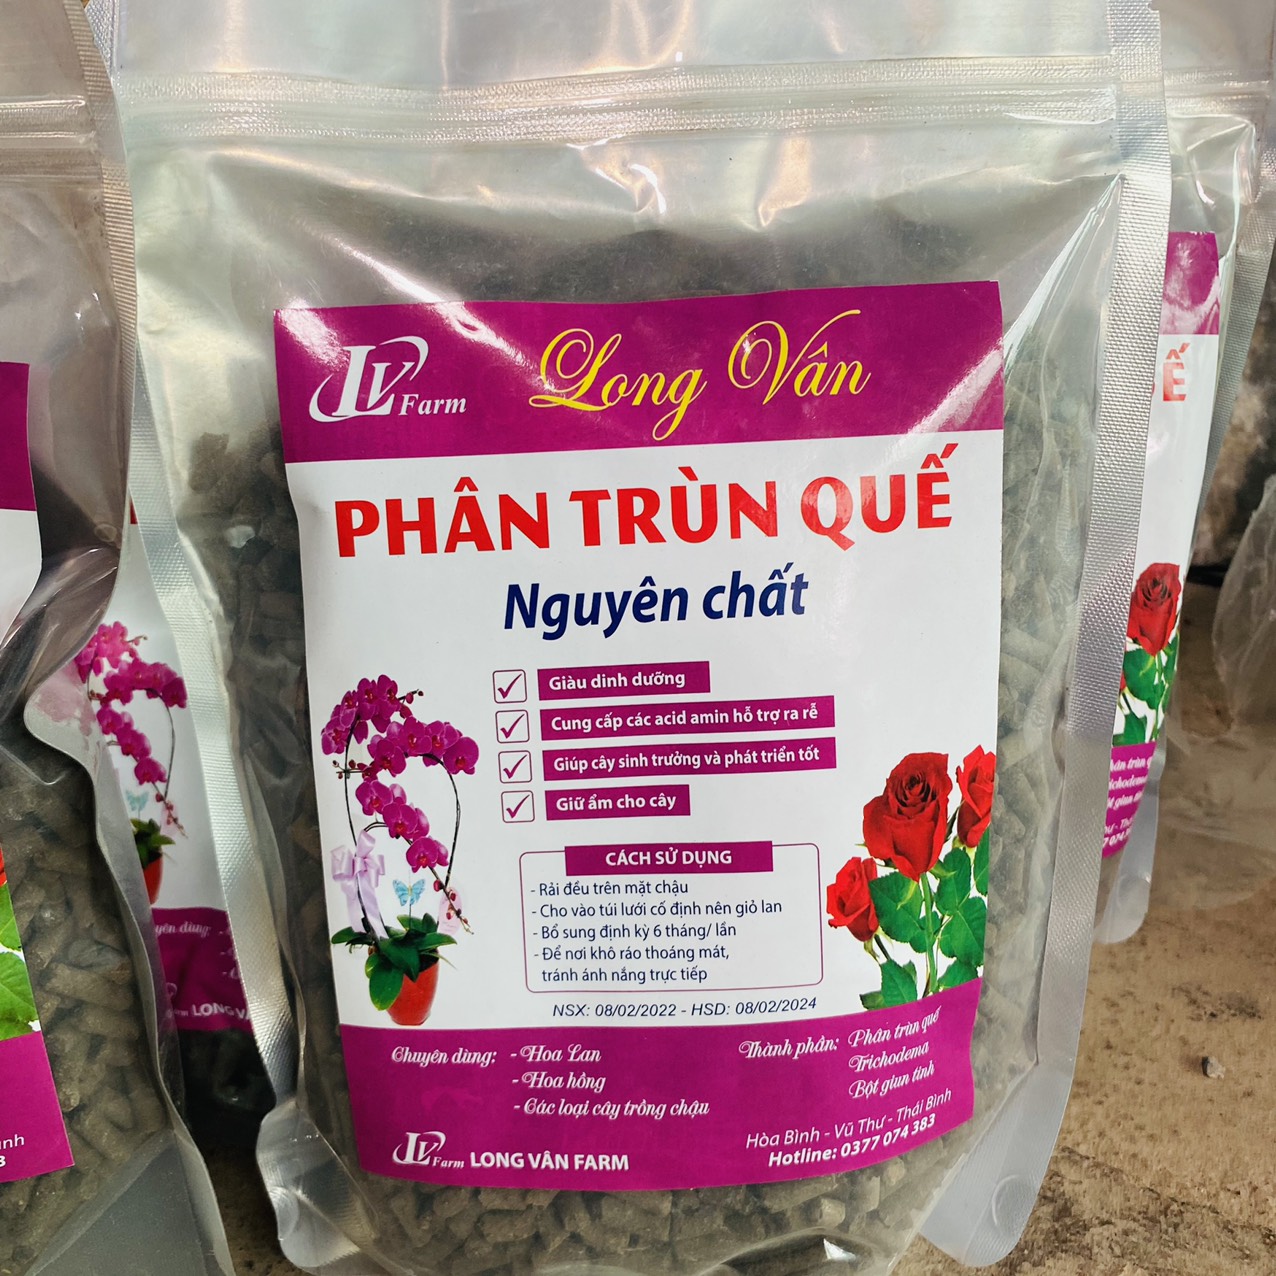 LV Farm
Long Vân
PHÂN TRÙN QUẾ
Nguyên chất
Giàu dinh dưỡng
Cung cấp các acid amin hỗ trợ ra rễ
Giúp cây sinh trưởng và phát triển tốt
Giữ ẩm cho cây
CÁCH SỬ DỤNG
- Rải đều trên mặt chậu
- Cho vào túi lưới cố định nên giỏ lan
- Bổ sung định kỳ 6 tháng/ lần
- Để nơi khô ráo thoáng mát,
tránh ánh nắng trực tiếp
NSX: 08/02/2022 - HSD: 08/02/2024
Chuyên dùng: - Hoa Lan
- Hoa hồng
- Các loại cây trồng chậu
Thành phần: Phân trùn quế
Trichodema
Bột giun tinh
LV Farm LONG VÂN FARM
Hòa Bình - Vũ Thư - Thái Bình
Hotline: 0377 074 383
Chuyên dùng:
Farm LONG VÂN